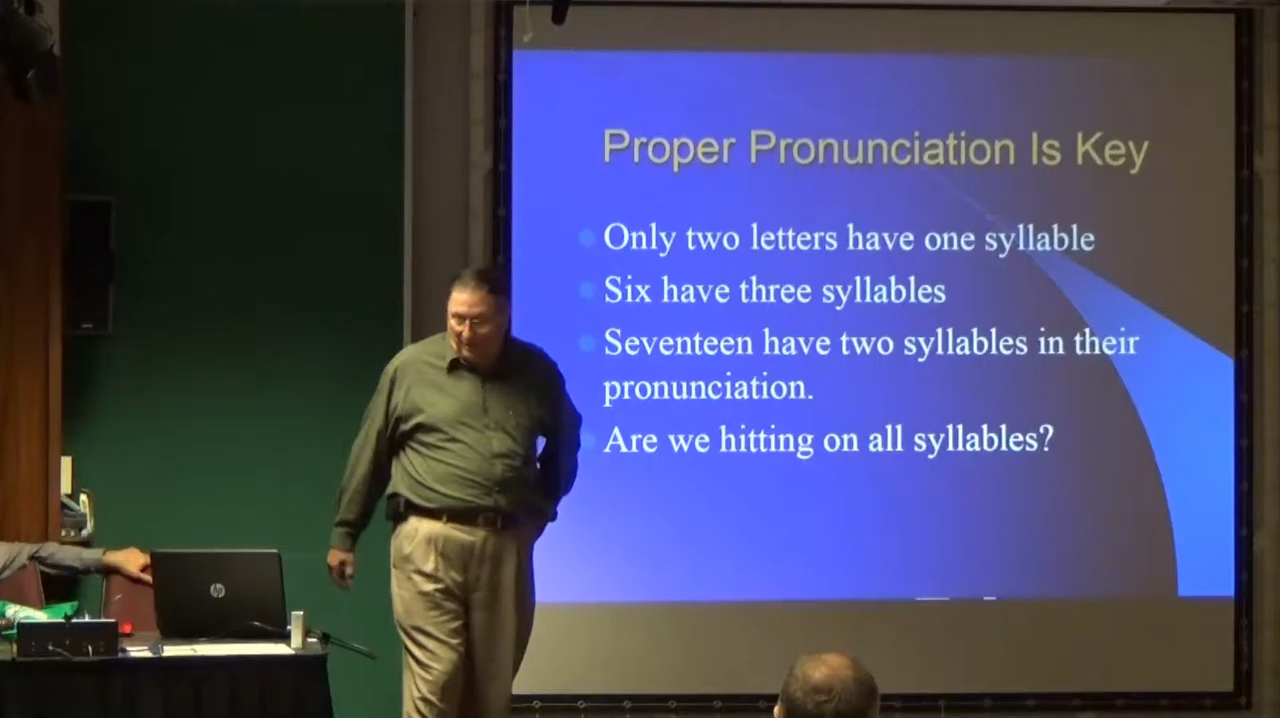 Proper Pronunciation Is Key
Only two letters have one syllable
Six have three syllables
Seventeen have two syllables in their
pronunciation.
Are we hitting on all syllables?
hp